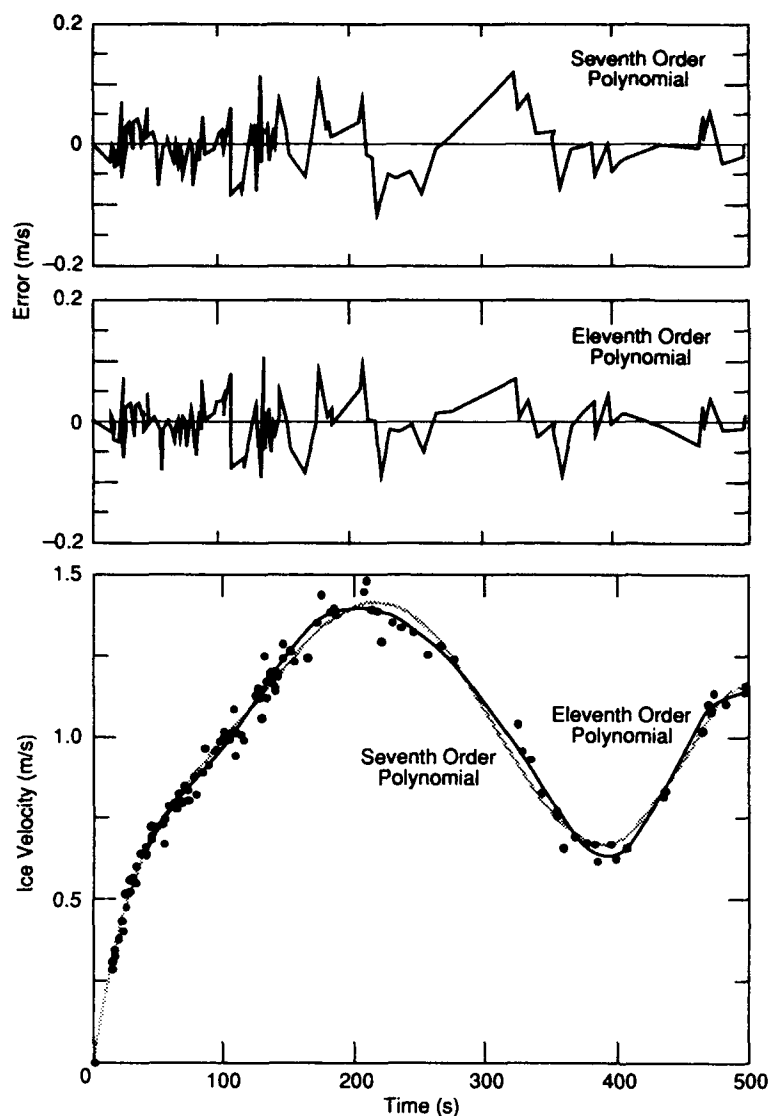 0.2
Seventh Order
Polynomial
0
−0.2
Error (m/s)
0.2
Eleventh Order
Polynomial
0
−0.2
1.5
Eleventh Order
Polynomial
Seventh Order
Polynomial
1.0
Ice Velocity (m/s)
0.5
0
100
200
300
400
500
Time (s)